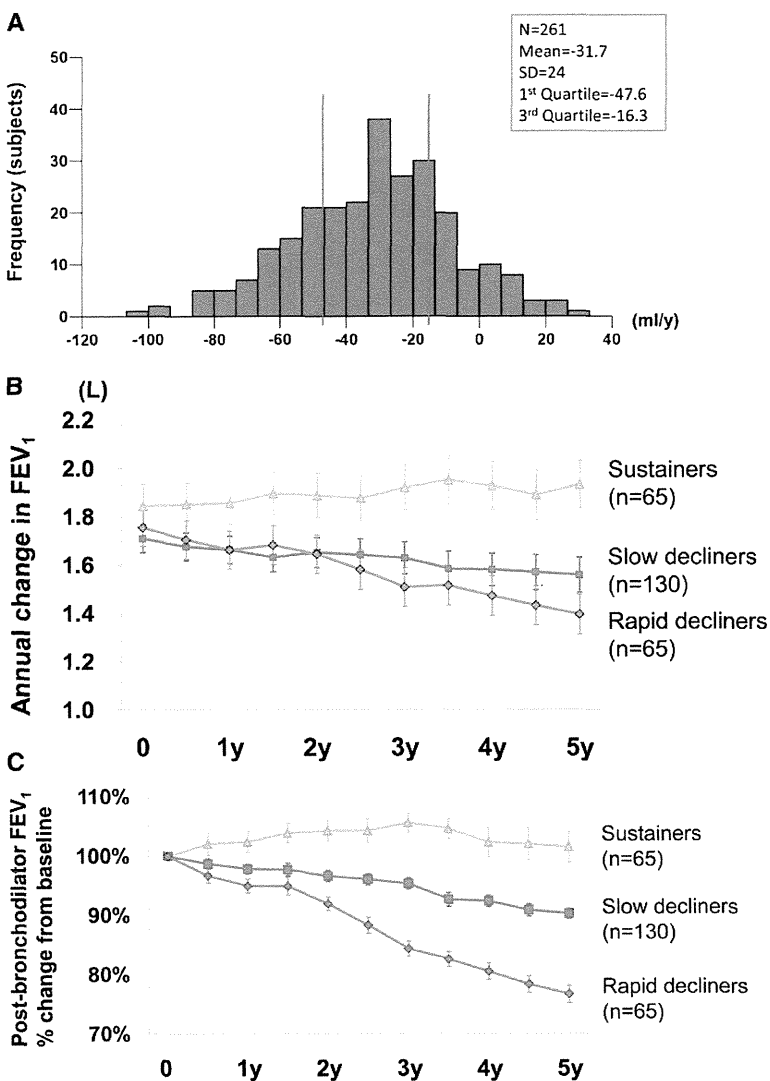 A
N=261
Mean=-31.7
SD=24
1st Quartile=-47.6
3rd Quartile=-16.3
Frequency (subjects)
50
40
30
20
10
0
-120 -100 -80 -60 -40 -20 0 20 40 (ml/y)
B (L)
Annual change in FEV1
2.2
2.0
1.8
1.6
1.4
1.2
1.0
Sustainers
(n=65)
Slow decliners
(n=130)
Rapid decliners
(n=65)
0 1y 2y 3y 4y 5y
C
Post-bronchodilator FEV1
% change from baseline
110%
100%
90%
80%
70%
Sustainers
(n=65)
Slow decliners
(n=130)
Rapid decliners
(n=65)
0 1y 2y 3y 4y 5y